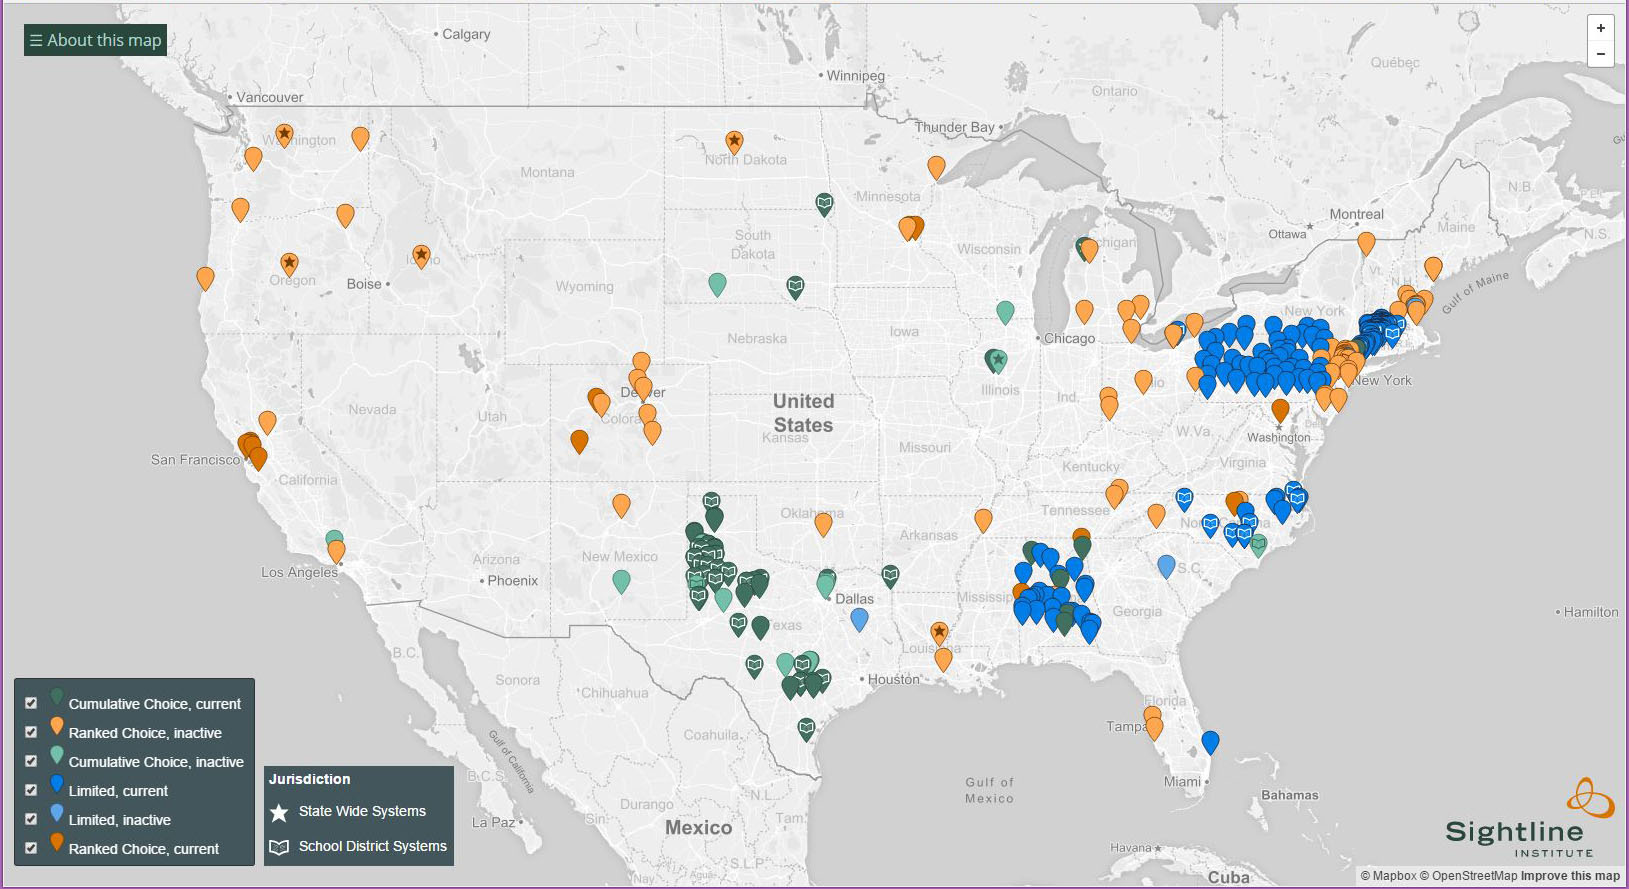 ☰ About this map
+
−
Calgary
Winnipeg
Québec
Vancouver
Ontario
Thunder Bay
Washington
North Dakota
Montana
Minnesota
N.B.
P.E.I.
Montreal
Ottawa
Maine
N.S.
South
Dakota
Wisconsin
Vt.
N.H.
Gulf of Maine
Oregon
Boise
Wyoming
New York
Nebraska
Iowa
Chicago
Illinois
Denver
New York
Nevada
Utah
Colora
United
States
Ind.
Kansas
Missouri
W.Va.
Washington
San Francisco
California
Kentucky
Virginia
Oklahoma
Tennessee
Arkansas
Arizona
New Mexico
Los Angeles
Phoenix
S.C.
Dallas
Mississip
Georgia
Hamilton
Texas
Louisiana
B.C.
Sonora
Chihuahua
Houston
Florida
Tampa
Coahuila
Gulf of California
B.C.S.
Gulf of
Mexico
Miami
Bahamas
N.L.
Durango
Sin.
Tam.
La Paz
Mexico
Havana
S.L.P.
Nay.
Cuba
Cumulative Choice, current
Ranked Choice, inactive
Cumulative Choice, inactive
Limited, current
Limited, inactive
Ranked Choice, current
Jurisdiction
State Wide Systems
School District Systems
Sightline
INSTITUTE
© Mapbox © OpenStreetMap Improve this map